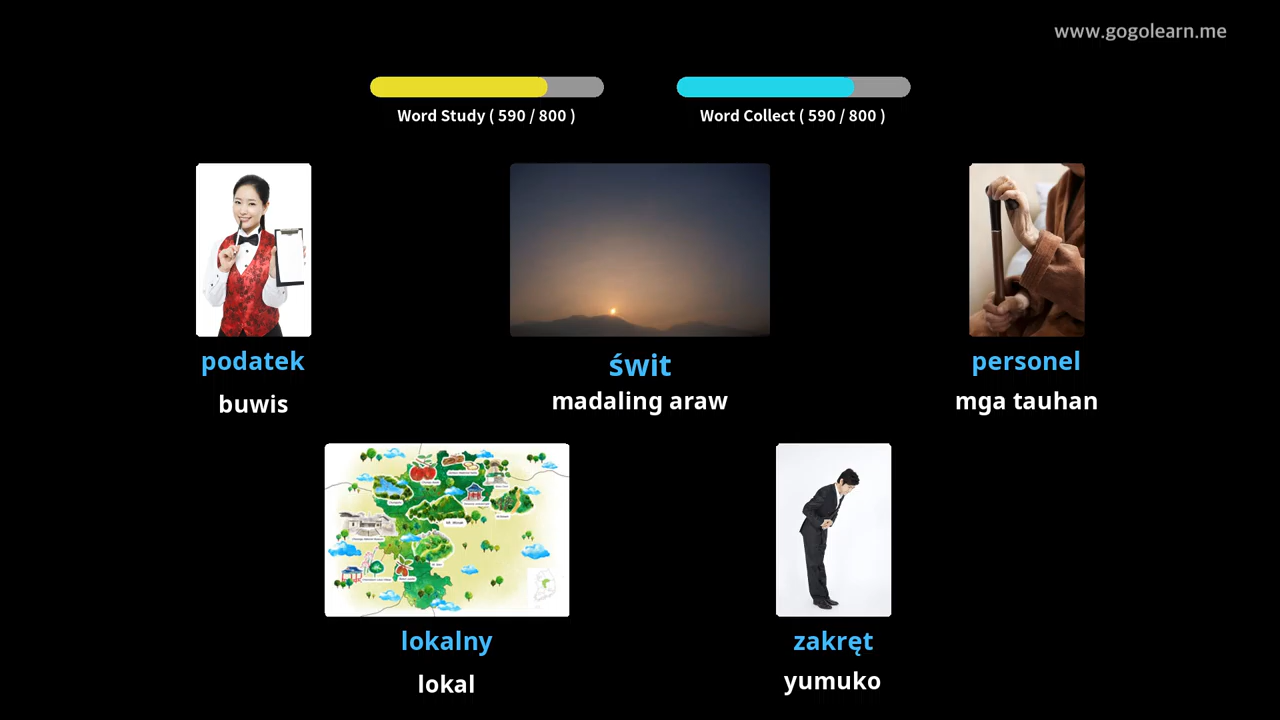 www.gogolearn.me
Word Study ( 590 / 800 )
Word Collect ( 590 / 800 )
podatek
buwis
świt
madaling araw
personel
mga tauhan
lokalny
lokal
zakręt
yumuko